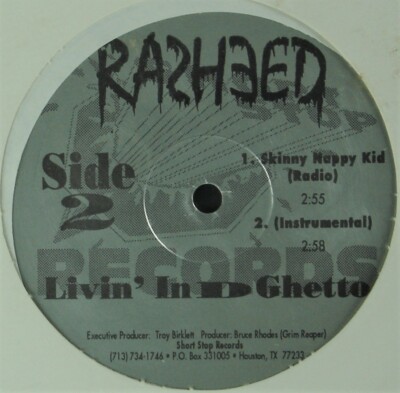 RASHEED
Side
2
1. Skinny Nappy Kid
(Radio)
2:55
2. (Instrumental)
2:58
RECORDS
Livin' In D Ghetto
Executive Producer: Troy Birklett Producer: Bruce Rhodes (Grim Reaper)
Short Stop Records
(713) 734-1746 • P.O. Box 331005 • Houston, TX 77233